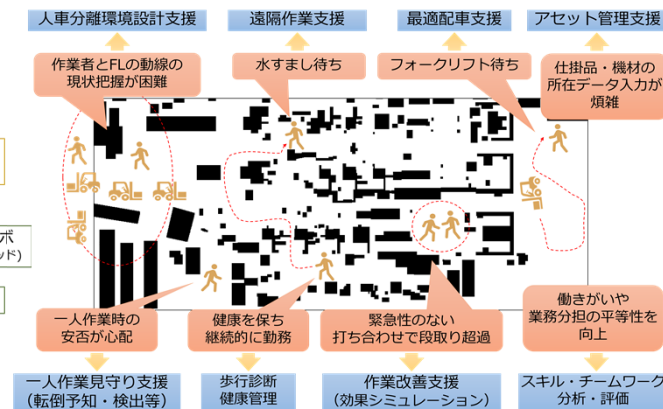 人車分離環境設計支援
遠隔作業支援
最適配車支援
アセット管理支援
作業者とFLの動線の
現状把握が困難
水すまし待ち
フォークリフト待ち
仕掛品・機材の
所在データ入力が
煩雑
ボ
ッド)
一人作業時の
安否が心配
健康を保ち
継続的に勤務
緊急性のない
打ち合わせで段取り超過
働きがいや
業務分担の平等性を
向上
一人作業見守り支援
(転倒予知・検出等)
歩行診断
健康管理
作業改善支援
(効果シミュレーション)
スキル・チームワーク
分析・評価